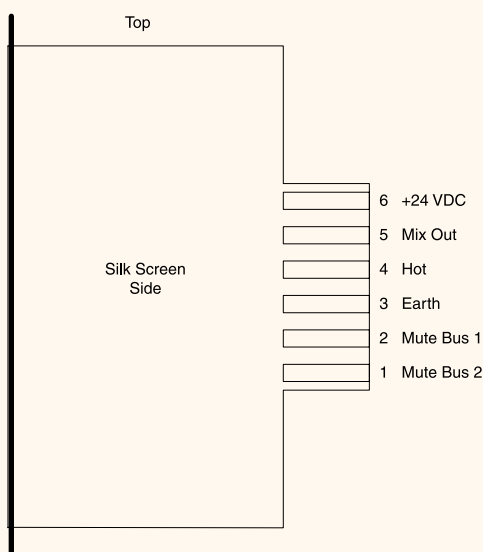 Top
6 +24 VDC
5 Mix Out
4 Hot
Silk Screen
Side
3 Earth
2 Mute Bus 1
1 Mute Bus 2